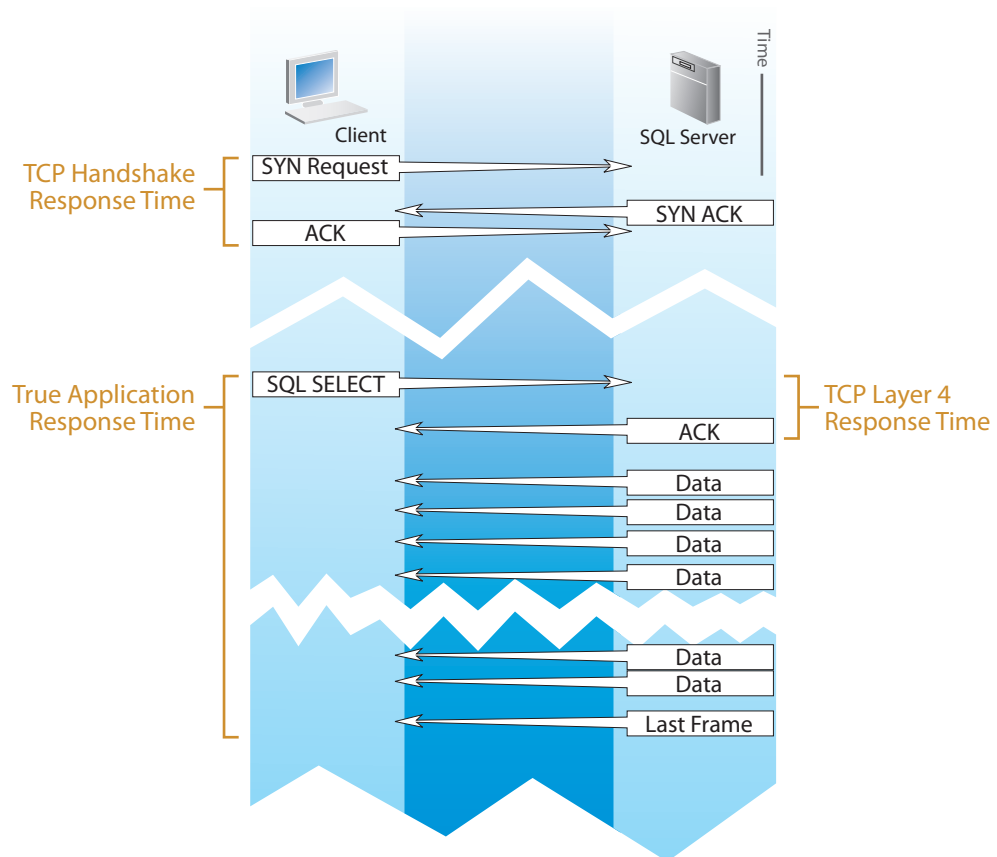 Time
Client
SQL Server
TCP Handshake
Response Time
SYN Request
SYN ACK
ACK
True Application
Response Time
SQL SELECT
TCP Layer 4
Response Time
ACK
Data
Data
Data
Data
Data
Data
Last Frame